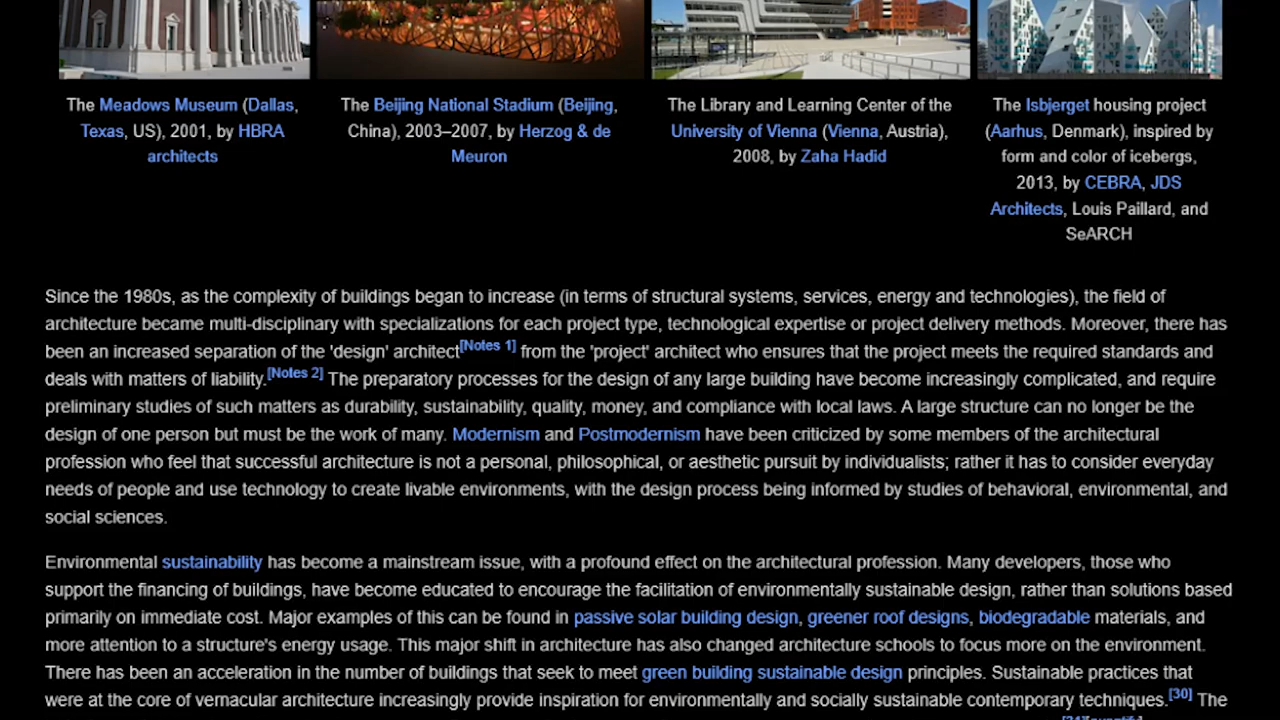 The Meadows Museum (Dallas,
Texas, US), 2001, by HBRA
architects
The Beijing National Stadium (Beijing,
China), 2003–2007, by Herzog & de
Meuron
The Library and Learning Center of the
University of Vienna (Vienna, Austria),
2008, by Zaha Hadid
The Isbjerget housing project
(Aarhus, Denmark), inspired by
form and color of icebergs,
2013, by CEBRA, JDS
Architects, Louis Paillard, and
SeARCH
Since the 1980s, as the complexity of buildings began to increase (in terms of structural systems, services, energy and technologies), the field of
architecture became multi-disciplinary with specializations for each project type, technological expertise or project delivery methods. Moreover, there has
been an increased separation of the 'design' architect[Notes 1] from the 'project' architect who ensures that the project meets the required standards and
deals with matters of liability.[Notes 2] The preparatory processes for the design of any large building have become increasingly complicated, and require
preliminary studies of such matters as durability, sustainability, quality, money, and compliance with local laws. A large structure can no longer be the
design of one person but must be the work of many. Modernism and Postmodernism have been criticized by some members of the architectural
profession who feel that successful architecture is not a personal, philosophical, or aesthetic pursuit by individualists; rather it has to consider everyday
needs of people and use technology to create livable environments, with the design process being informed by studies of behavioral, environmental, and
social sciences.
Environmental sustainability has become a mainstream issue, with a profound effect on the architectural profession. Many developers, those who
support the financing of buildings, have become educated to encourage the facilitation of environmentally sustainable design, rather than solutions based
primarily on immediate cost. Major examples of this can be found in passive solar building design, greener roof designs, biodegradable materials, and
more attention to a structure's energy usage. This major shift in architecture has also changed architecture schools to focus more on the environment.
There has been an acceleration in the number of buildings that seek to meet green building sustainable design principles. Sustainable practices that
were at the core of vernacular architecture increasingly provide inspiration for environmentally and socially sustainable contemporary techniques.[30] The